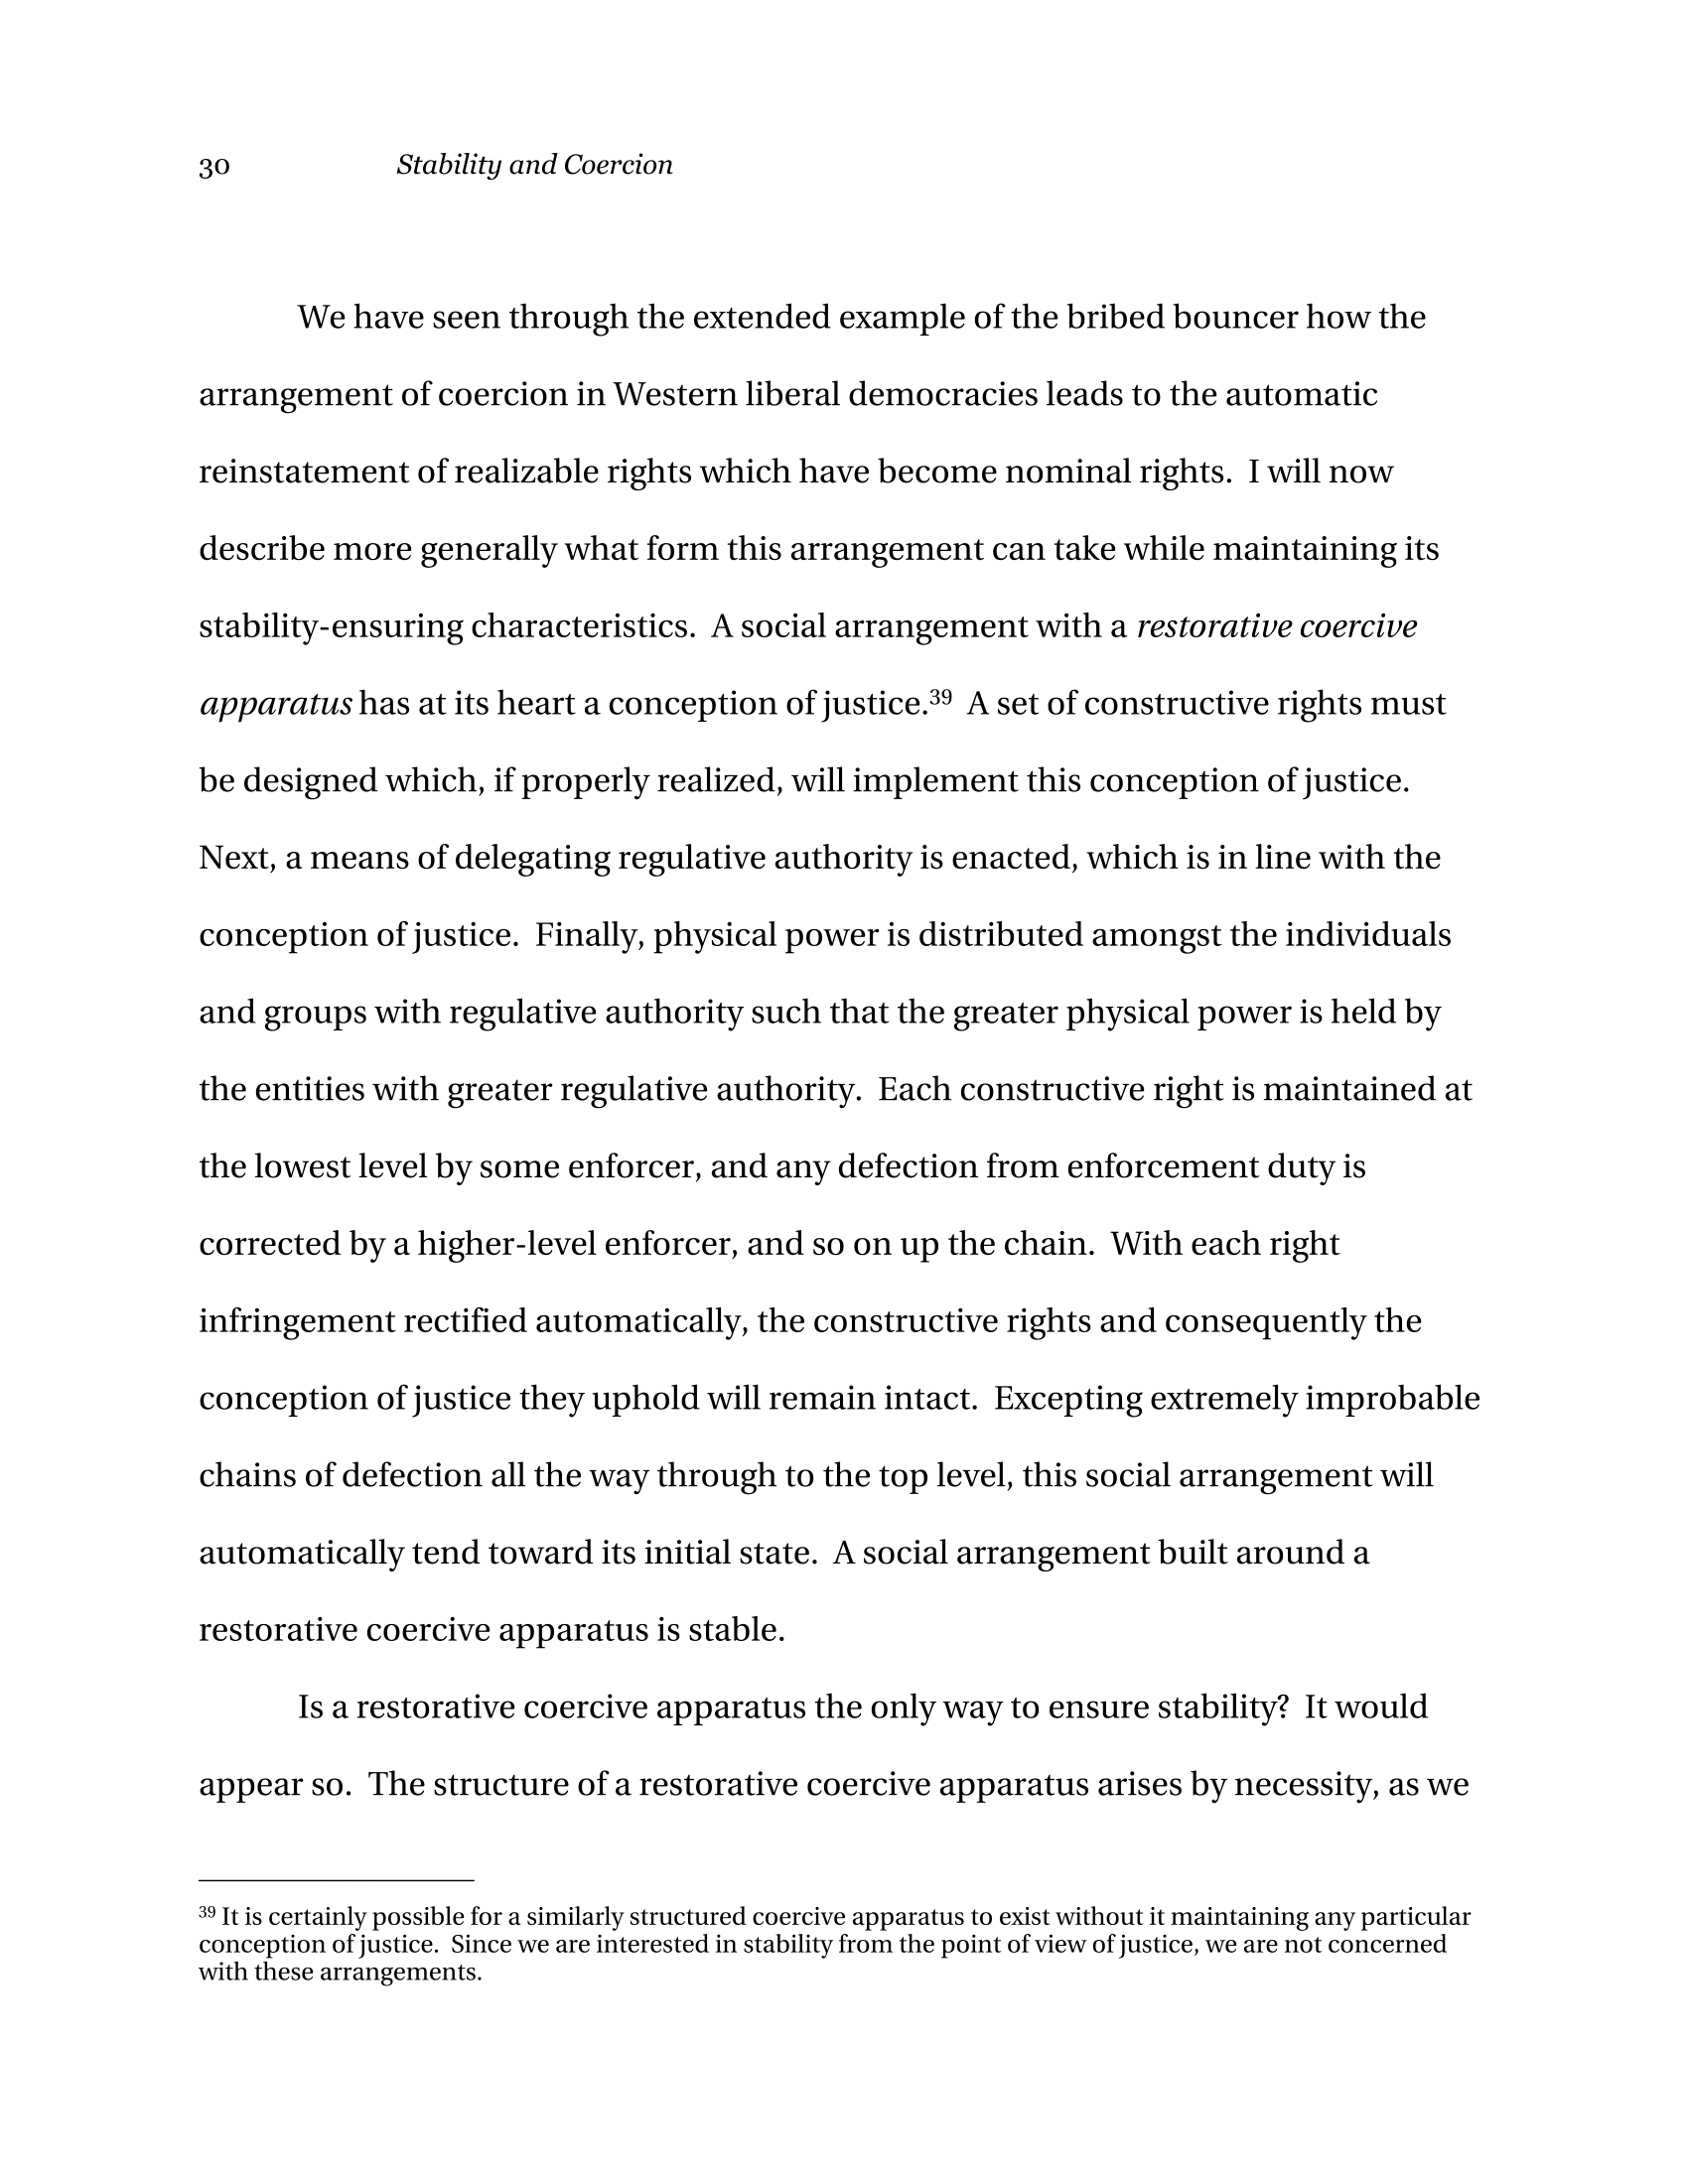 30 Stability and Coercion
We have seen through the extended example of the bribed bouncer how the
arrangement of coercion in Western liberal democracies leads to the automatic
reinstatement of realizable rights which have become nominal rights.  I will now
describe more generally what form this arrangement can take while maintaining its
stability-ensuring characteristics.  A social arrangement with a restorative coercive
apparatus has at its heart a conception of justice.39  A set of constructive rights must
be designed which, if properly realized, will implement this conception of justice.
Next, a means of delegating regulative authority is enacted, which is in line with the
conception of justice.  Finally, physical power is distributed amongst the individuals
and groups with regulative authority such that the greater physical power is held by
the entities with greater regulative authority.  Each constructive right is maintained at
the lowest level by some enforcer, and any defection from enforcement duty is
corrected by a higher-level enforcer, and so on up the chain.  With each right
infringement rectified automatically, the constructive rights and consequently the
conception of justice they uphold will remain intact.  Excepting extremely improbable
chains of defection all the way through to the top level, this social arrangement will
automatically tend toward its initial state.  A social arrangement built around a
restorative coercive apparatus is stable.
Is a restorative coercive apparatus the only way to ensure stability?  It would
appear so.  The structure of a restorative coercive apparatus arises by necessity, as we
39 It is certainly possible for a similarly structured coercive apparatus to exist without it maintaining any particular
conception of justice.  Since we are interested in stability from the point of view of justice, we are not concerned
with these arrangements.